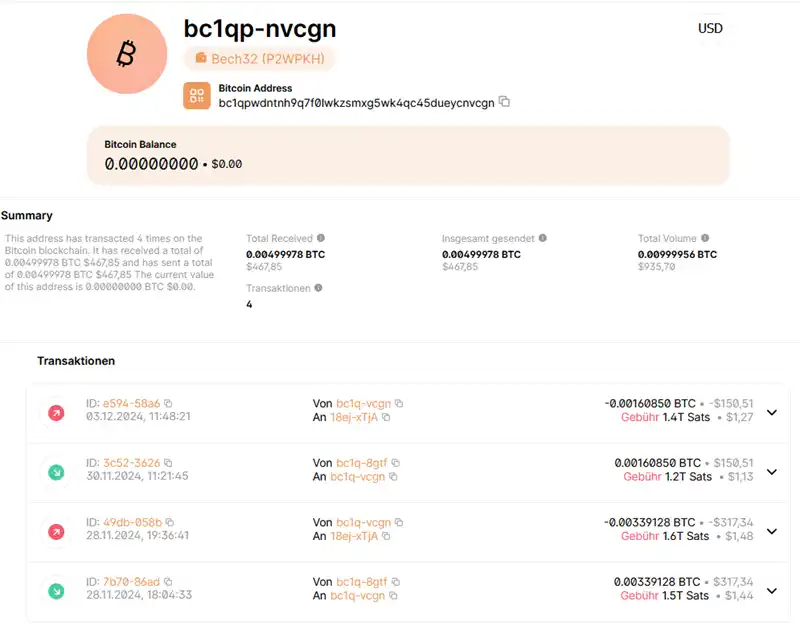 bc1qp-nvcgn
USD
Bech32 (P2WPKH)
Bitcoin Address
bc1qpwdntnh9q7f0lwkzsmxg5wk4qc45dueycnvcgn
Bitcoin Balance
0.00000000 • $0.00
Summary
This address has transacted 4 times on the
Bitcoin blockchain. It has received a total of
0.00499978 BTC $467,85 and has sent a total
of 0.00499978 BTC $467,85 The current value
of this address is 0.00000000 BTC $0.00.
Total Received
0.00499978 BTC
$467,85
Insgesamt gesendet
0.00499978 BTC
$467,85
Total Volume
0.00999956 BTC
$935,70
Transaktionen
4
Transaktionen
ID: e594-58a6
03.12.2024, 11:48:21
Von bc1q-vcgn
An 18ej-xTjA
-0.00160850 BTC • -$150,51
Gebühr 1.4T Sats • $1,27
ID: 3c52-3626
30.11.2024, 11:21:45
Von bc1q-8gtf
An bc1q-vcgn
0.00160850 BTC • $150,51
Gebühr 1.2T Sats • $1,13
ID: 49db-058b
28.11.2024, 19:36:41
Von bc1q-vcgn
An 18ej-xTjA
-0.00339128 BTC • -$317,34
Gebühr 1.6T Sats • $1,48
ID: 7b70-86ad
28.11.2024, 18:04:33
Von bc1q-8gtf
An bc1q-vcgn
0.00339128 BTC • $317,34
Gebühr 1.5T Sats • $1,44